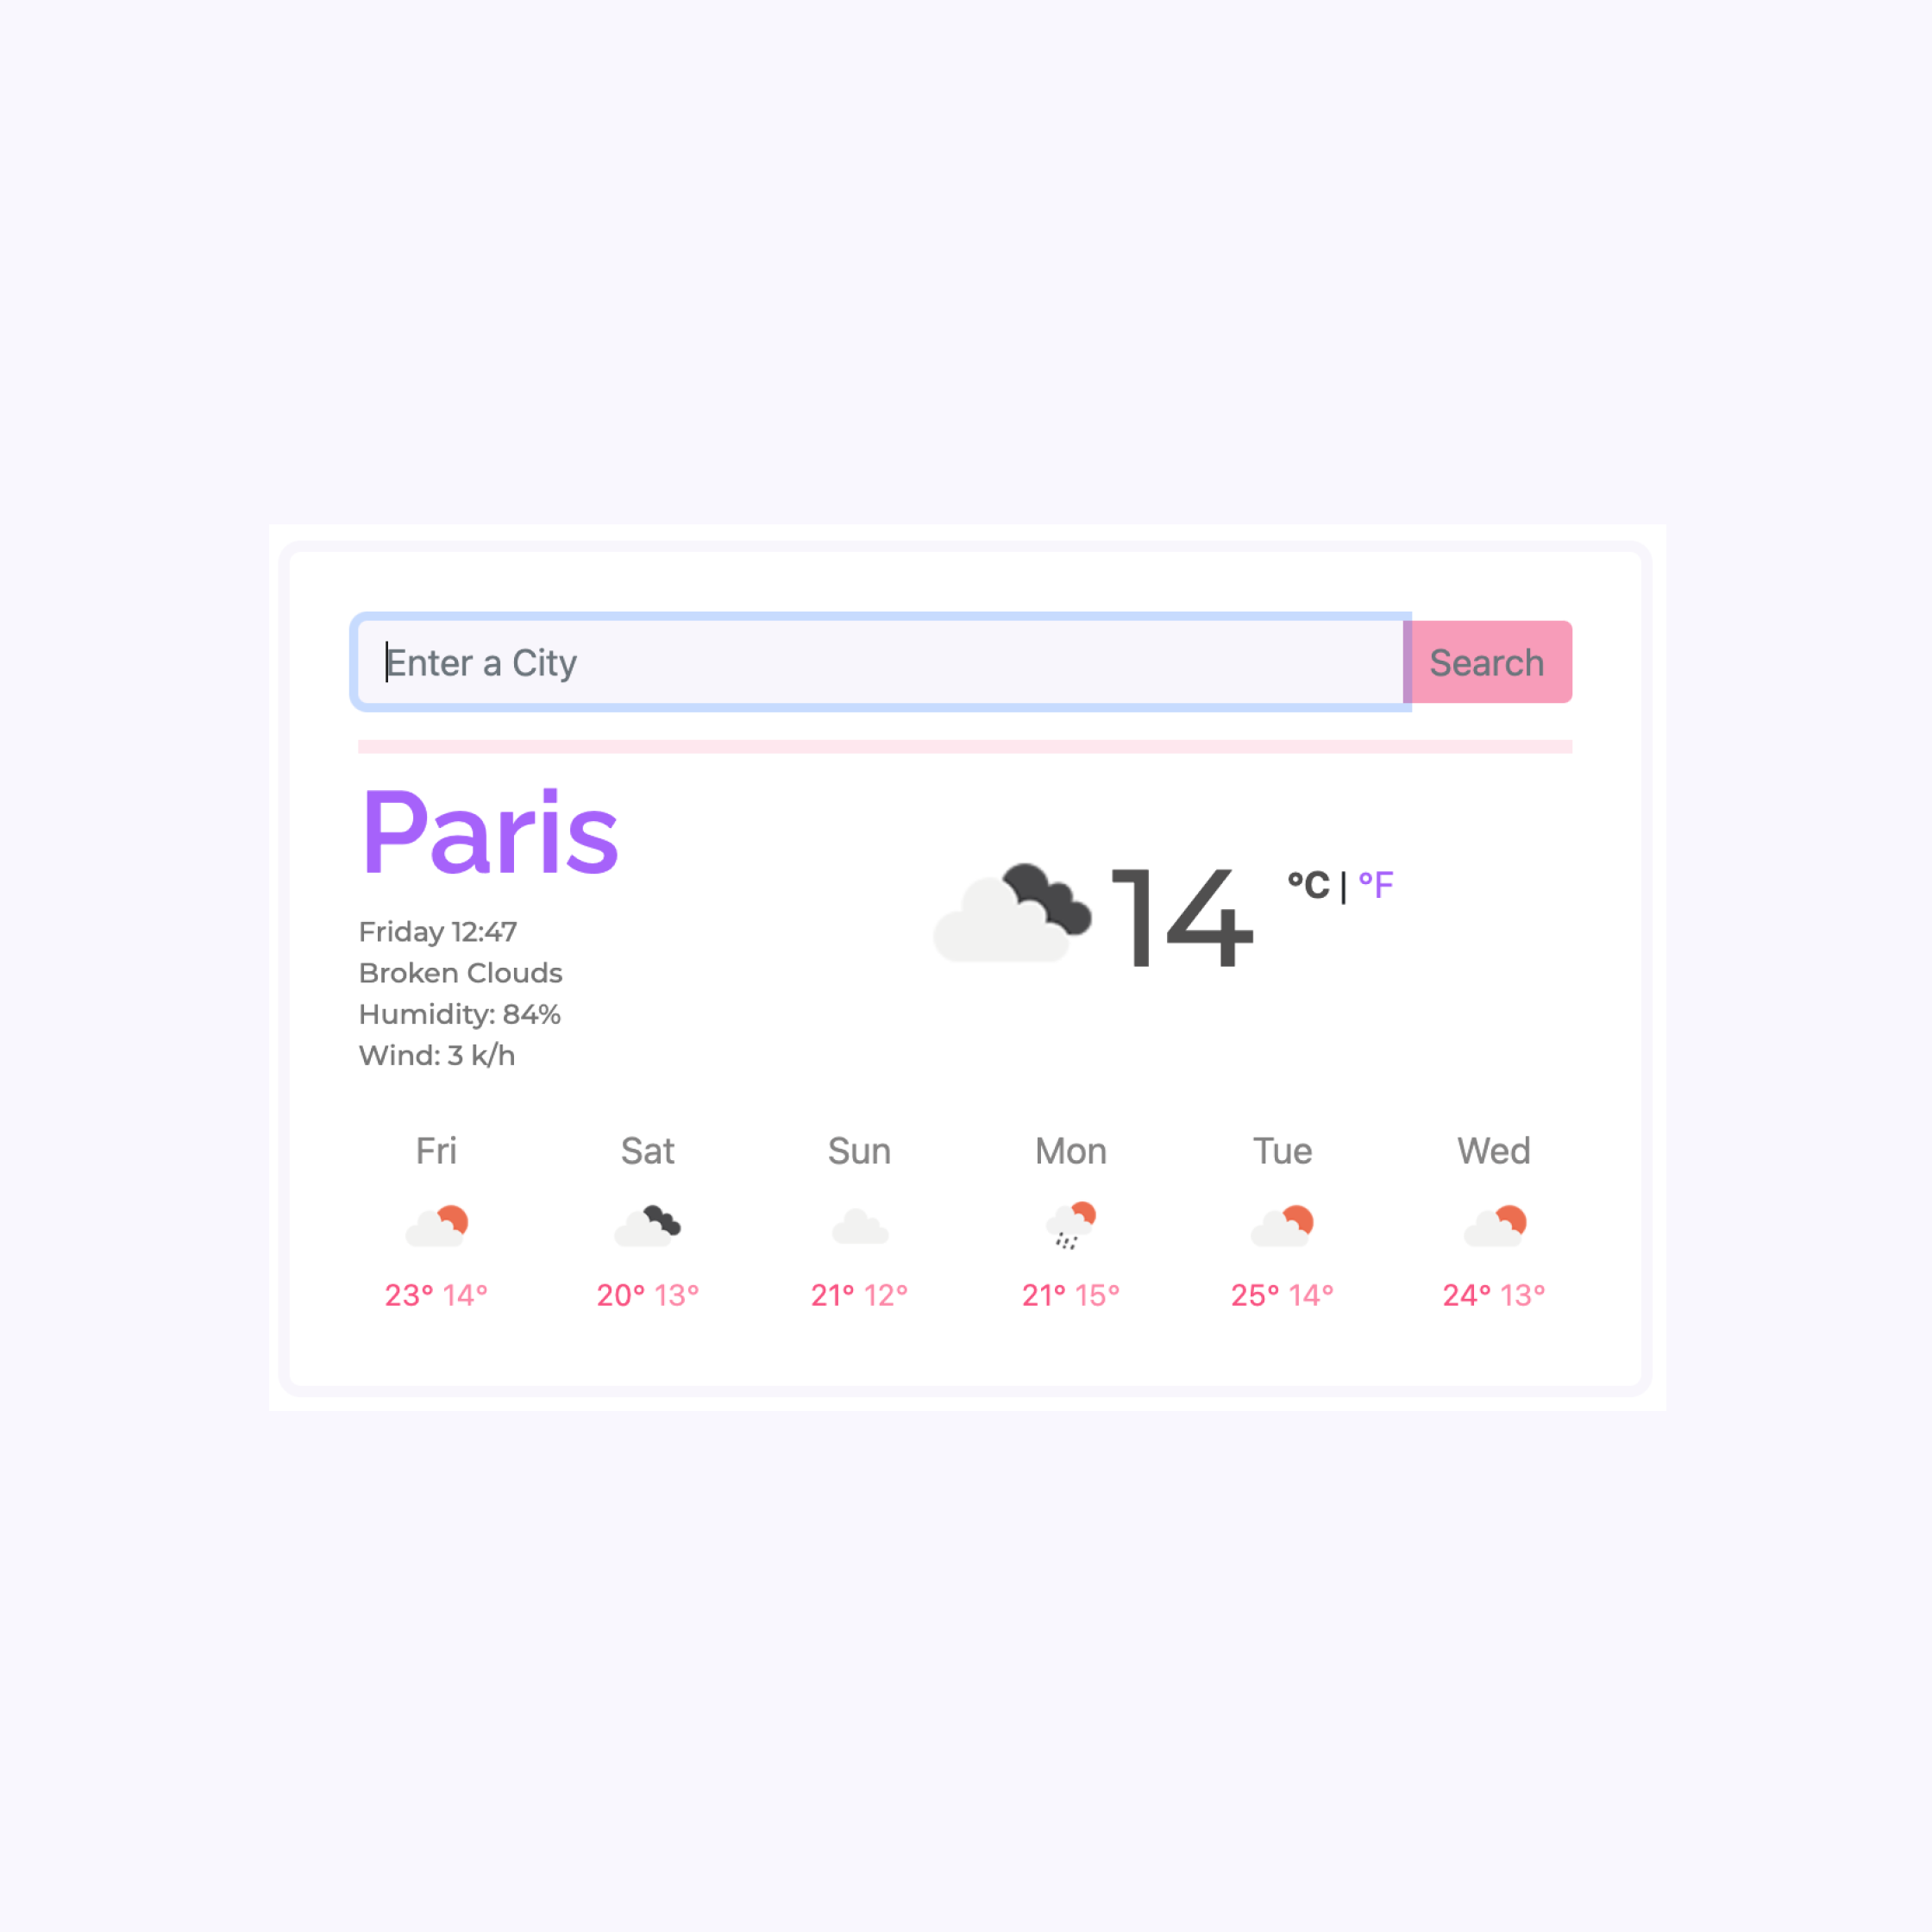 Enter a City
Search
Paris
14 °C | °F
Friday 12:47
Broken Clouds
Humidity: 84%
Wind: 3 k/h
Fri Sat Sun Mon Tue Wed
23° 14° 20° 13° 21° 12° 21° 15° 25° 14° 24° 13°